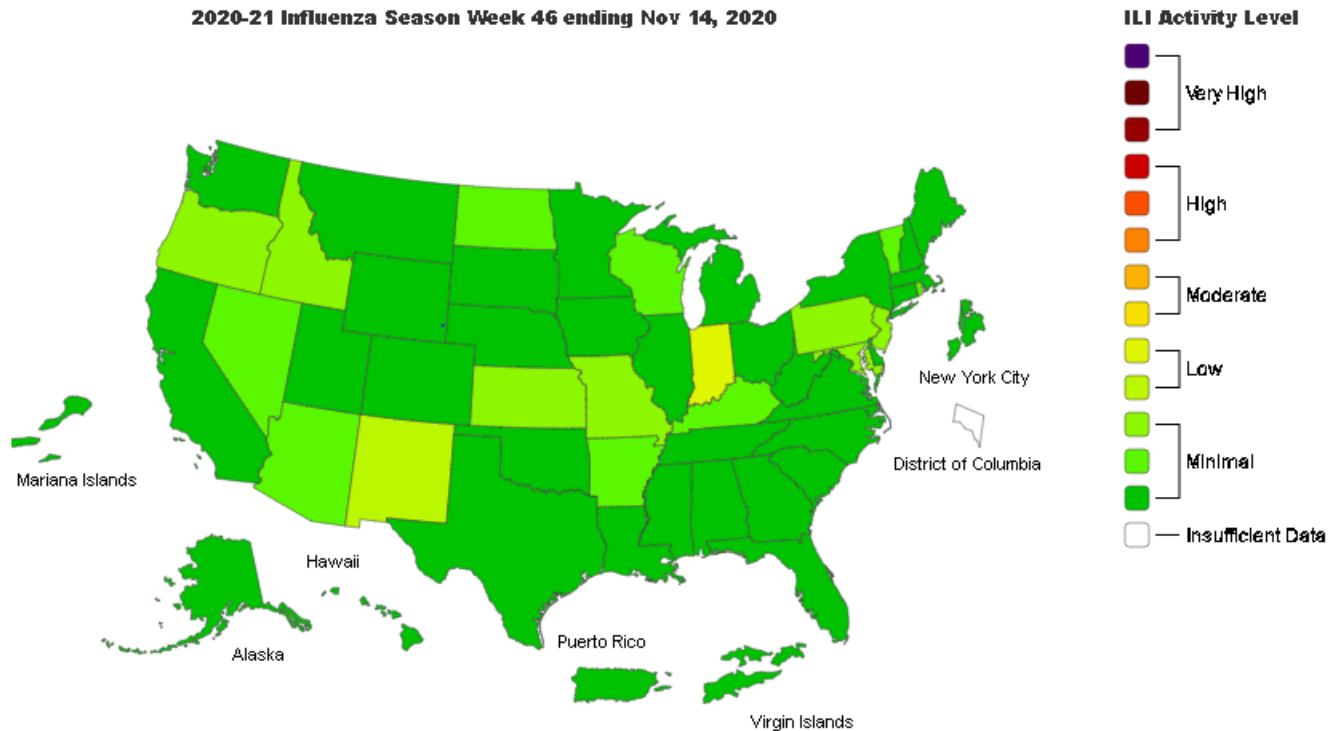 2020-21 Influenza Season Week 46 ending Nov 14, 2020
ILI Activity Level
Very High
High
Moderate
Low
Minimal
Insufficient Data
New York City
District of Columbia
Mariana Islands
Hawaii
Alaska
Puerto Rico
Virgin Islands